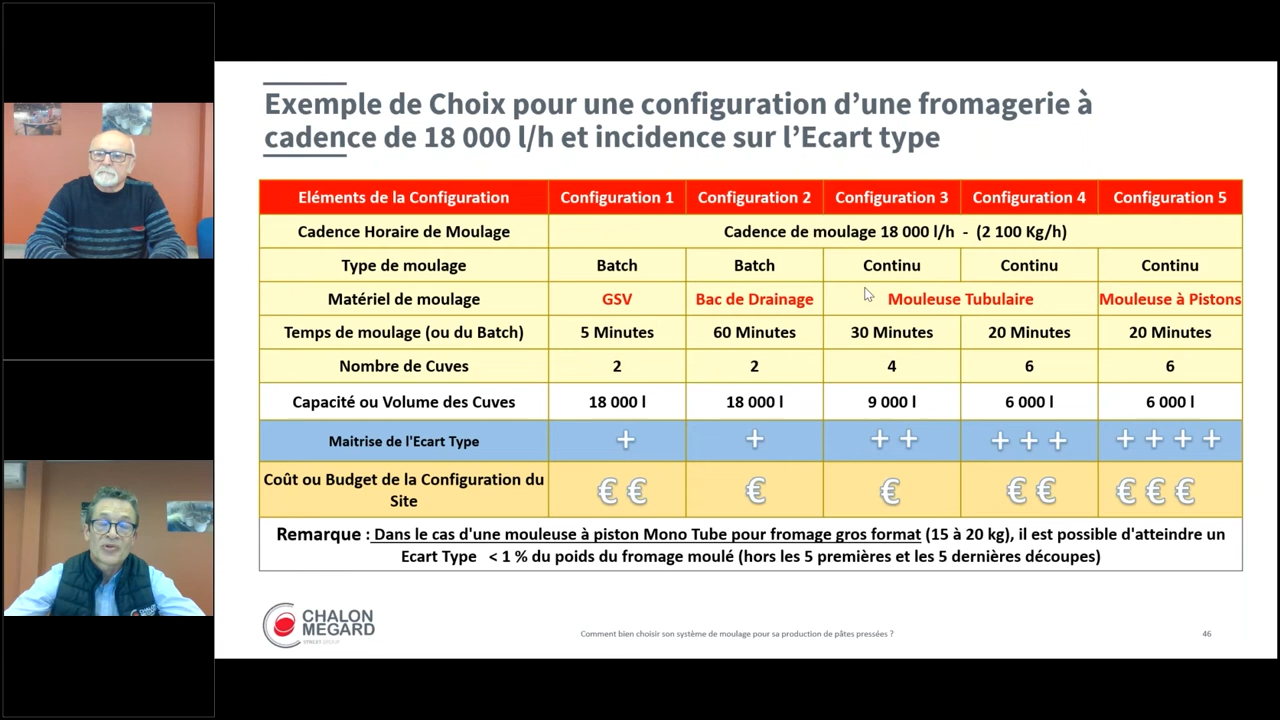 Exemple de Choix pour une configuration d’une fromagerie à
cadence de 18 000 l/h et incidence sur l’Ecart type
Eléments de la Configuration Configuration 1 Configuration 2 Configuration 3 Configuration 4 Configuration 5
Cadence Horaire de Moulage Cadence de moulage 18 000 l/h - (2 100 Kg/h)
Type de moulage Batch Batch Continu Continu Continu
Matériel de moulage GSV Bac de Drainage Mouleuse Tubulaire Mouleuse à Pistons
Temps de moulage (ou du Batch) 5 Minutes 60 Minutes 30 Minutes 20 Minutes 20 Minutes
Nombre de Cuves 2 2 4 6 6
Capacité ou Volume des Cuves 18 000 l 18 000 l 9 000 l 6 000 l 6 000 l
Maitrise de l'Ecart Type + + + + + + + + + + +
Coût ou Budget de la Configuration du
Site € € € € € € € € €
Remarque : Dans le cas d'une mouleuse à piston Mono Tube pour fromage gros format (15 à 20 kg), il est possible d'atteindre un
Ecart Type < 1 % du poids du fromage moulé (hors les 5 premières et les 5 dernières découpes)
CHALON
MEGARD
Comment bien choisir son système de moulage pour sa production de pâtes pressées ?
46
CHALON